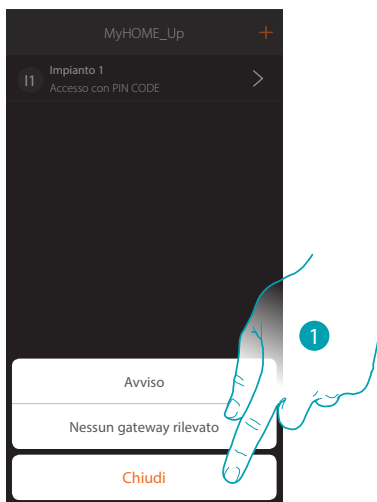 MyHOME_Up +
I1 Impianto 1
Accesso con PIN CODE
1
Avviso
Nessun gateway rilevato
Chiudi